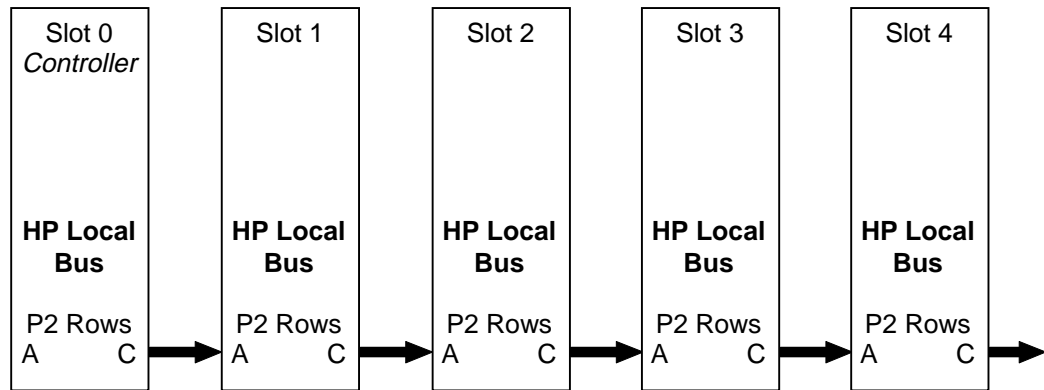 Slot 0
Controller
HP Local
Bus
P2 Rows
A C
Slot 1
HP Local
Bus
P2 Rows
A C
Slot 2
HP Local
Bus
P2 Rows
A C
Slot 3
HP Local
Bus
P2 Rows
A C
Slot 4
HP Local
Bus
P2 Rows
A C